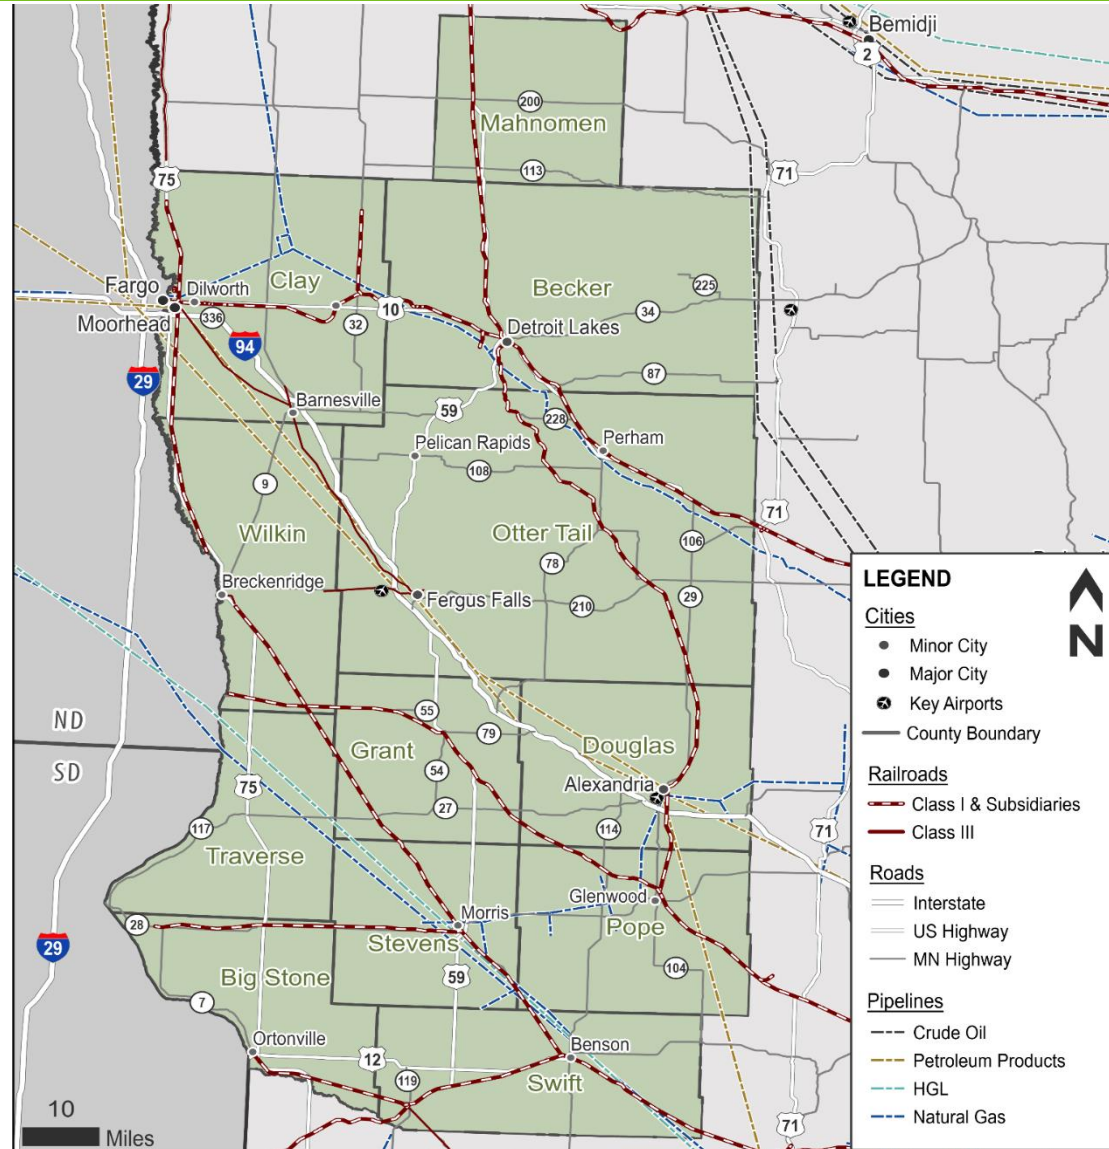 Bemidji
2
200
Mahnomen
113
71
75
Fargo
Dilworth
Clay
Becker
225
Moorhead
336
32
10
34
94
Detroit Lakes
29
87
Barnesville
59
228
Pelican Rapids
Perham
108
9
71
Wilkin
Otter Tail
106
78
Breckenridge
Fergus Falls
210
29
ND
SD
55
79
Grant
Douglas
54
75
Alexandria
27
117
114
71
Traverse
Glenwood
Morris
28
Stevens
Pope
29
Big Stone
59
104
7
Ortonville
12
Benson
119
Swift
71
10
Miles
LEGEND
N
Cities
Minor City
Major City
Key Airports
County Boundary
Railroads
Class I & Subsidiaries
Class III
Roads
Interstate
US Highway
MN Highway
Pipelines
Crude Oil
Petroleum Products
HGL
Natural Gas